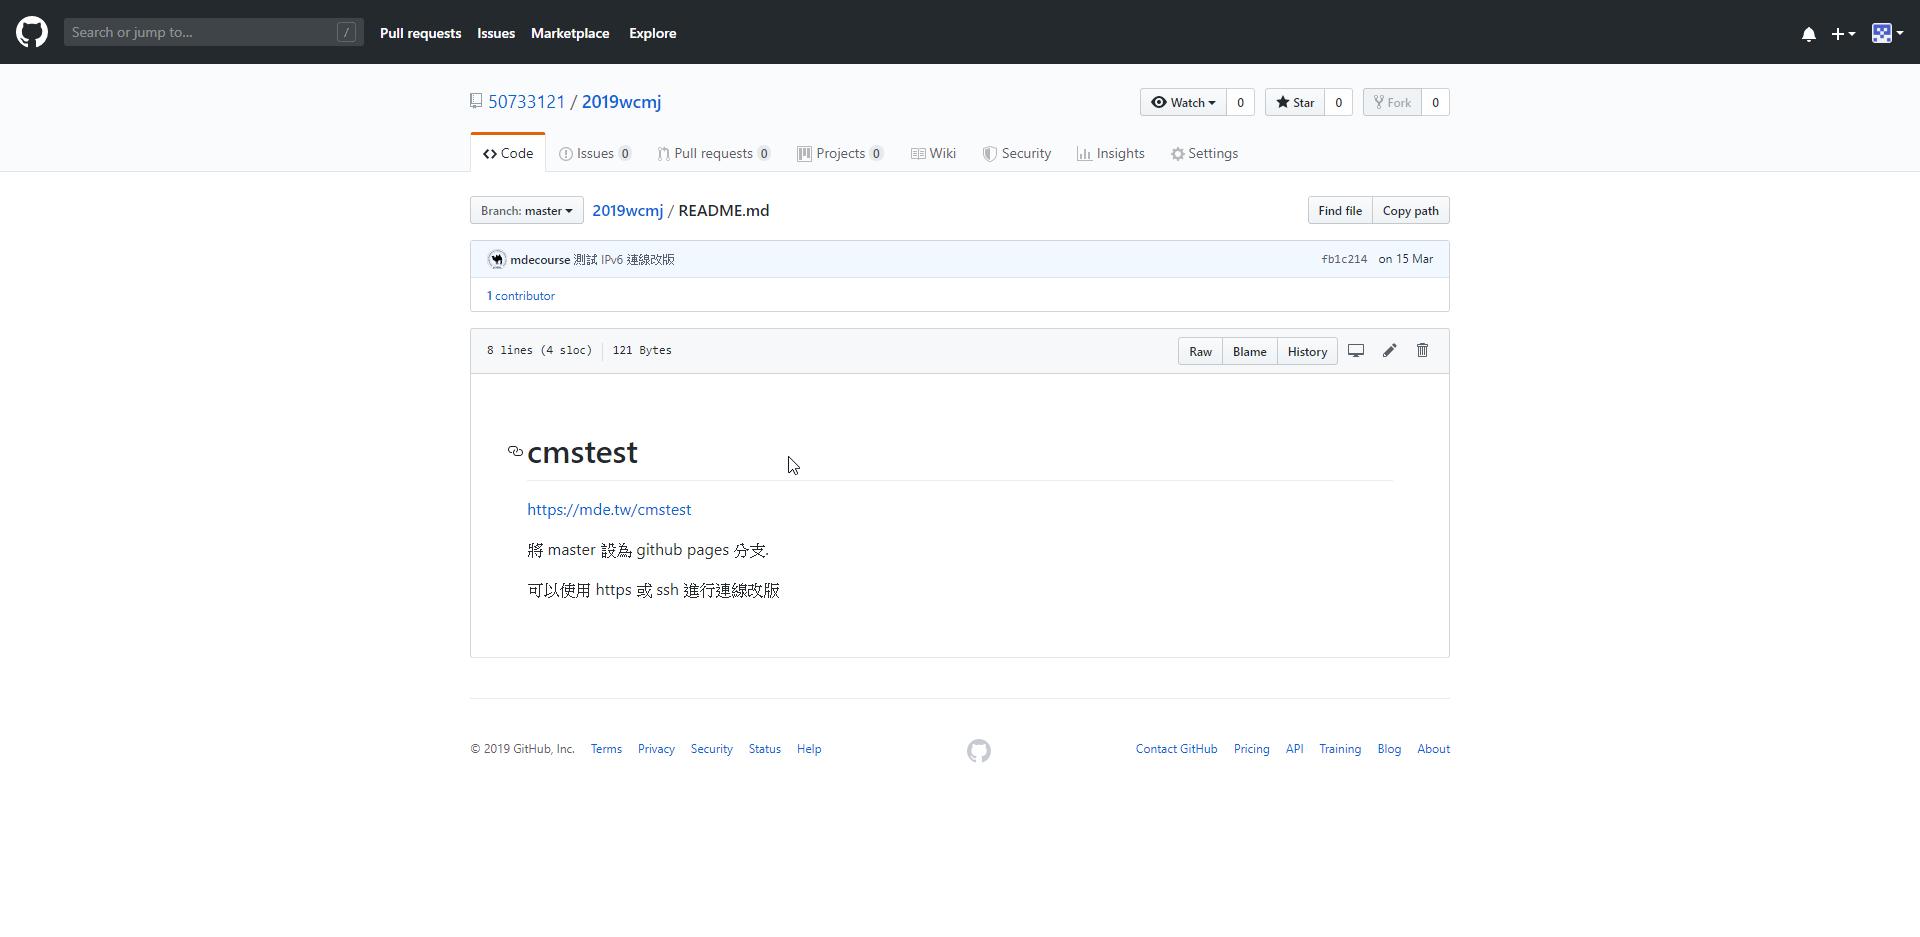 Search or jump to... /
Pull requests Issues Marketplace Explore
50733121 / 2019wcmj
Watch 0 Star 0 Fork 0
Code Issues 0 Pull requests 0 Projects 0 Wiki Security Insights Settings
Branch: master 2019wcmj / README.md Find file Copy path
mdecourse 測試 IPv6 連線改版 fb1c214 on 15 Mar
1 contributor
8 lines (4 sloc) 121 Bytes Raw Blame History
cmstest
https://mde.tw/cmstest
將 master 設為 github pages 分支.
可以使用 https 或 ssh 進行連線改版
© 2019 GitHub, Inc. Terms Privacy Security Status Help Contact GitHub Pricing API Training Blog About